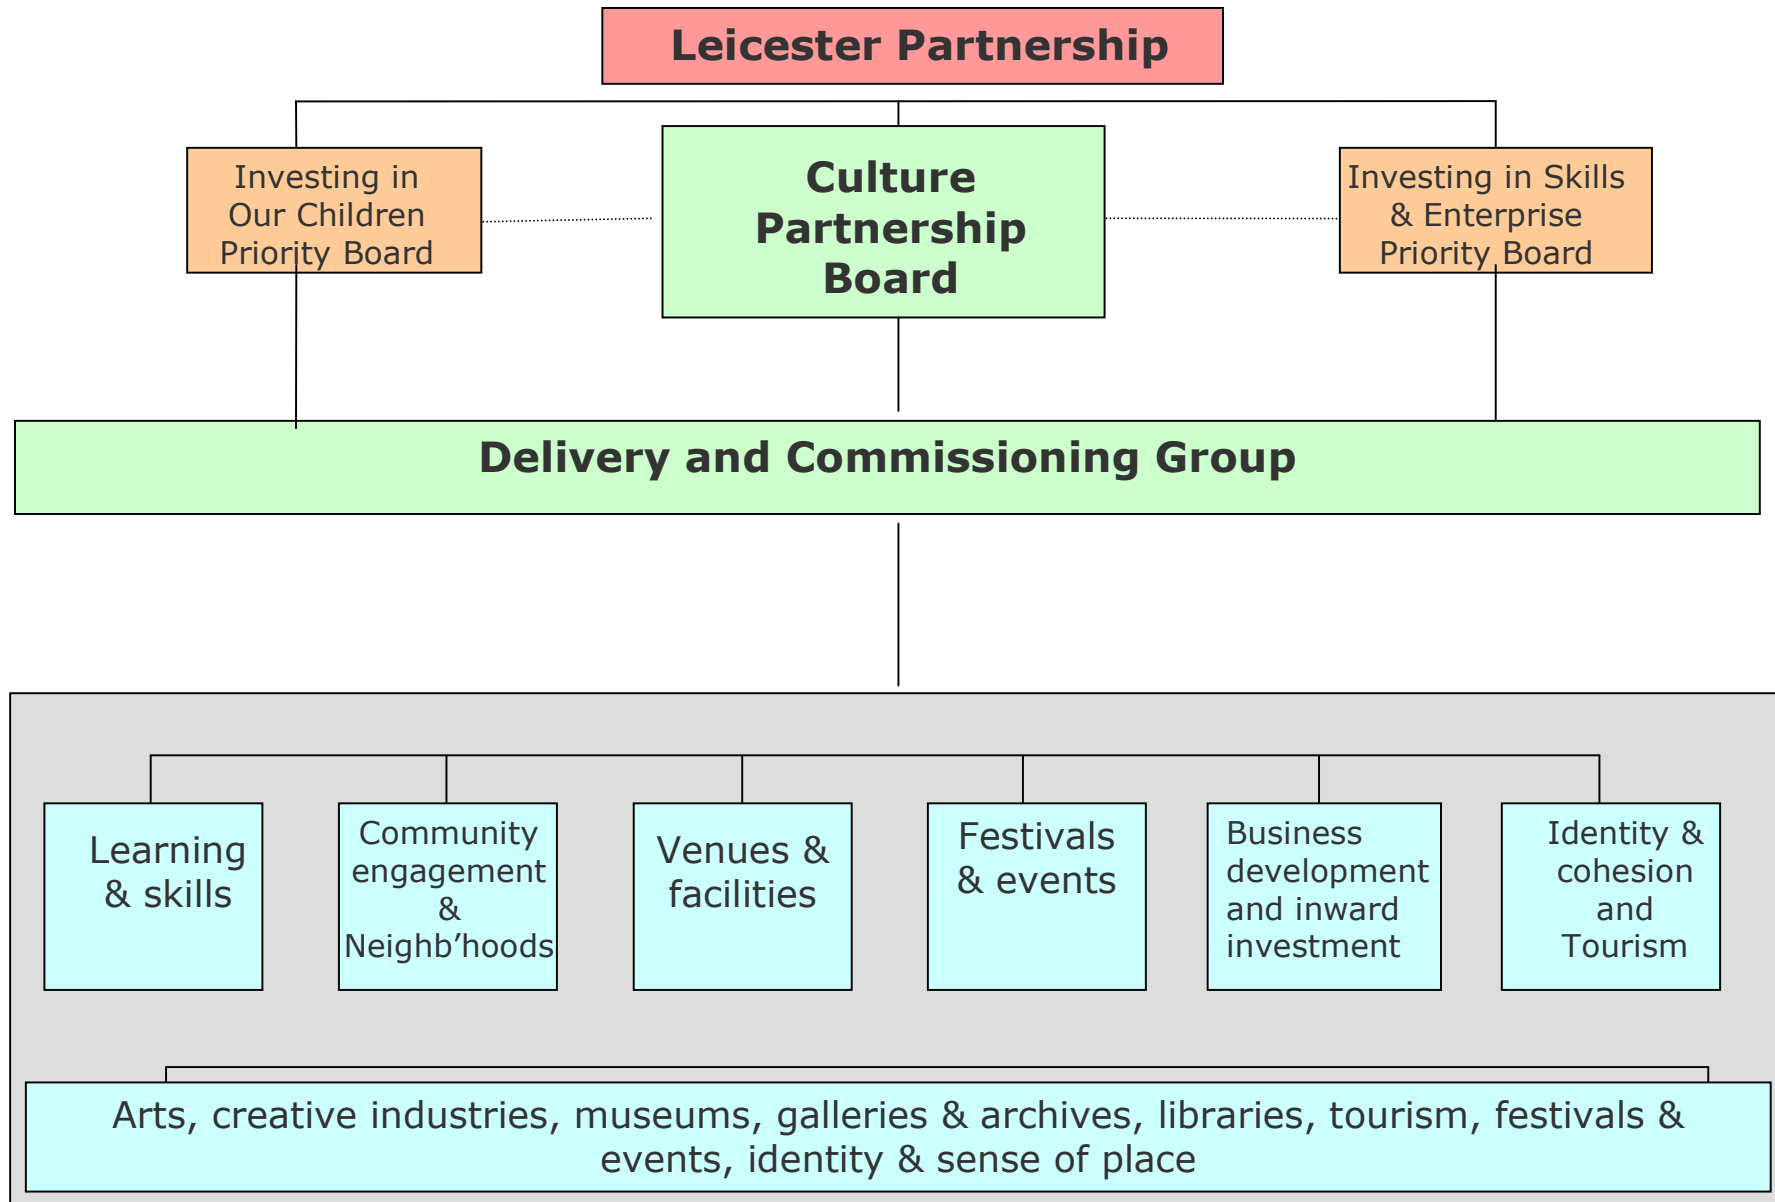 Leicester Partnership
Investing in
Our Children
Priority Board
Culture
Partnership
Board
Investing in Skills
& Enterprise
Priority Board
Delivery and Commissioning Group
Learning
& skills
Community
engagement
&
Neighb’hoods
Venues &
facilities
Festivals
& events
Business
development
and inward
investment
Identity &
cohesion
and
Tourism
Arts, creative industries, museums, galleries & archives, libraries, tourism, festivals &
events, identity & sense of place